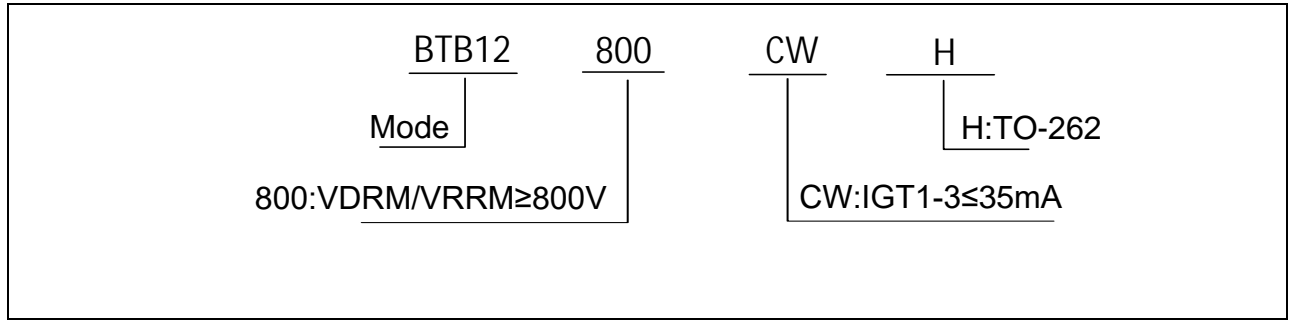 BTB12 800 CW H
Mode H:TO-262
800:VDRM/VRRM≥800V CW:IGT1-3≤35mA